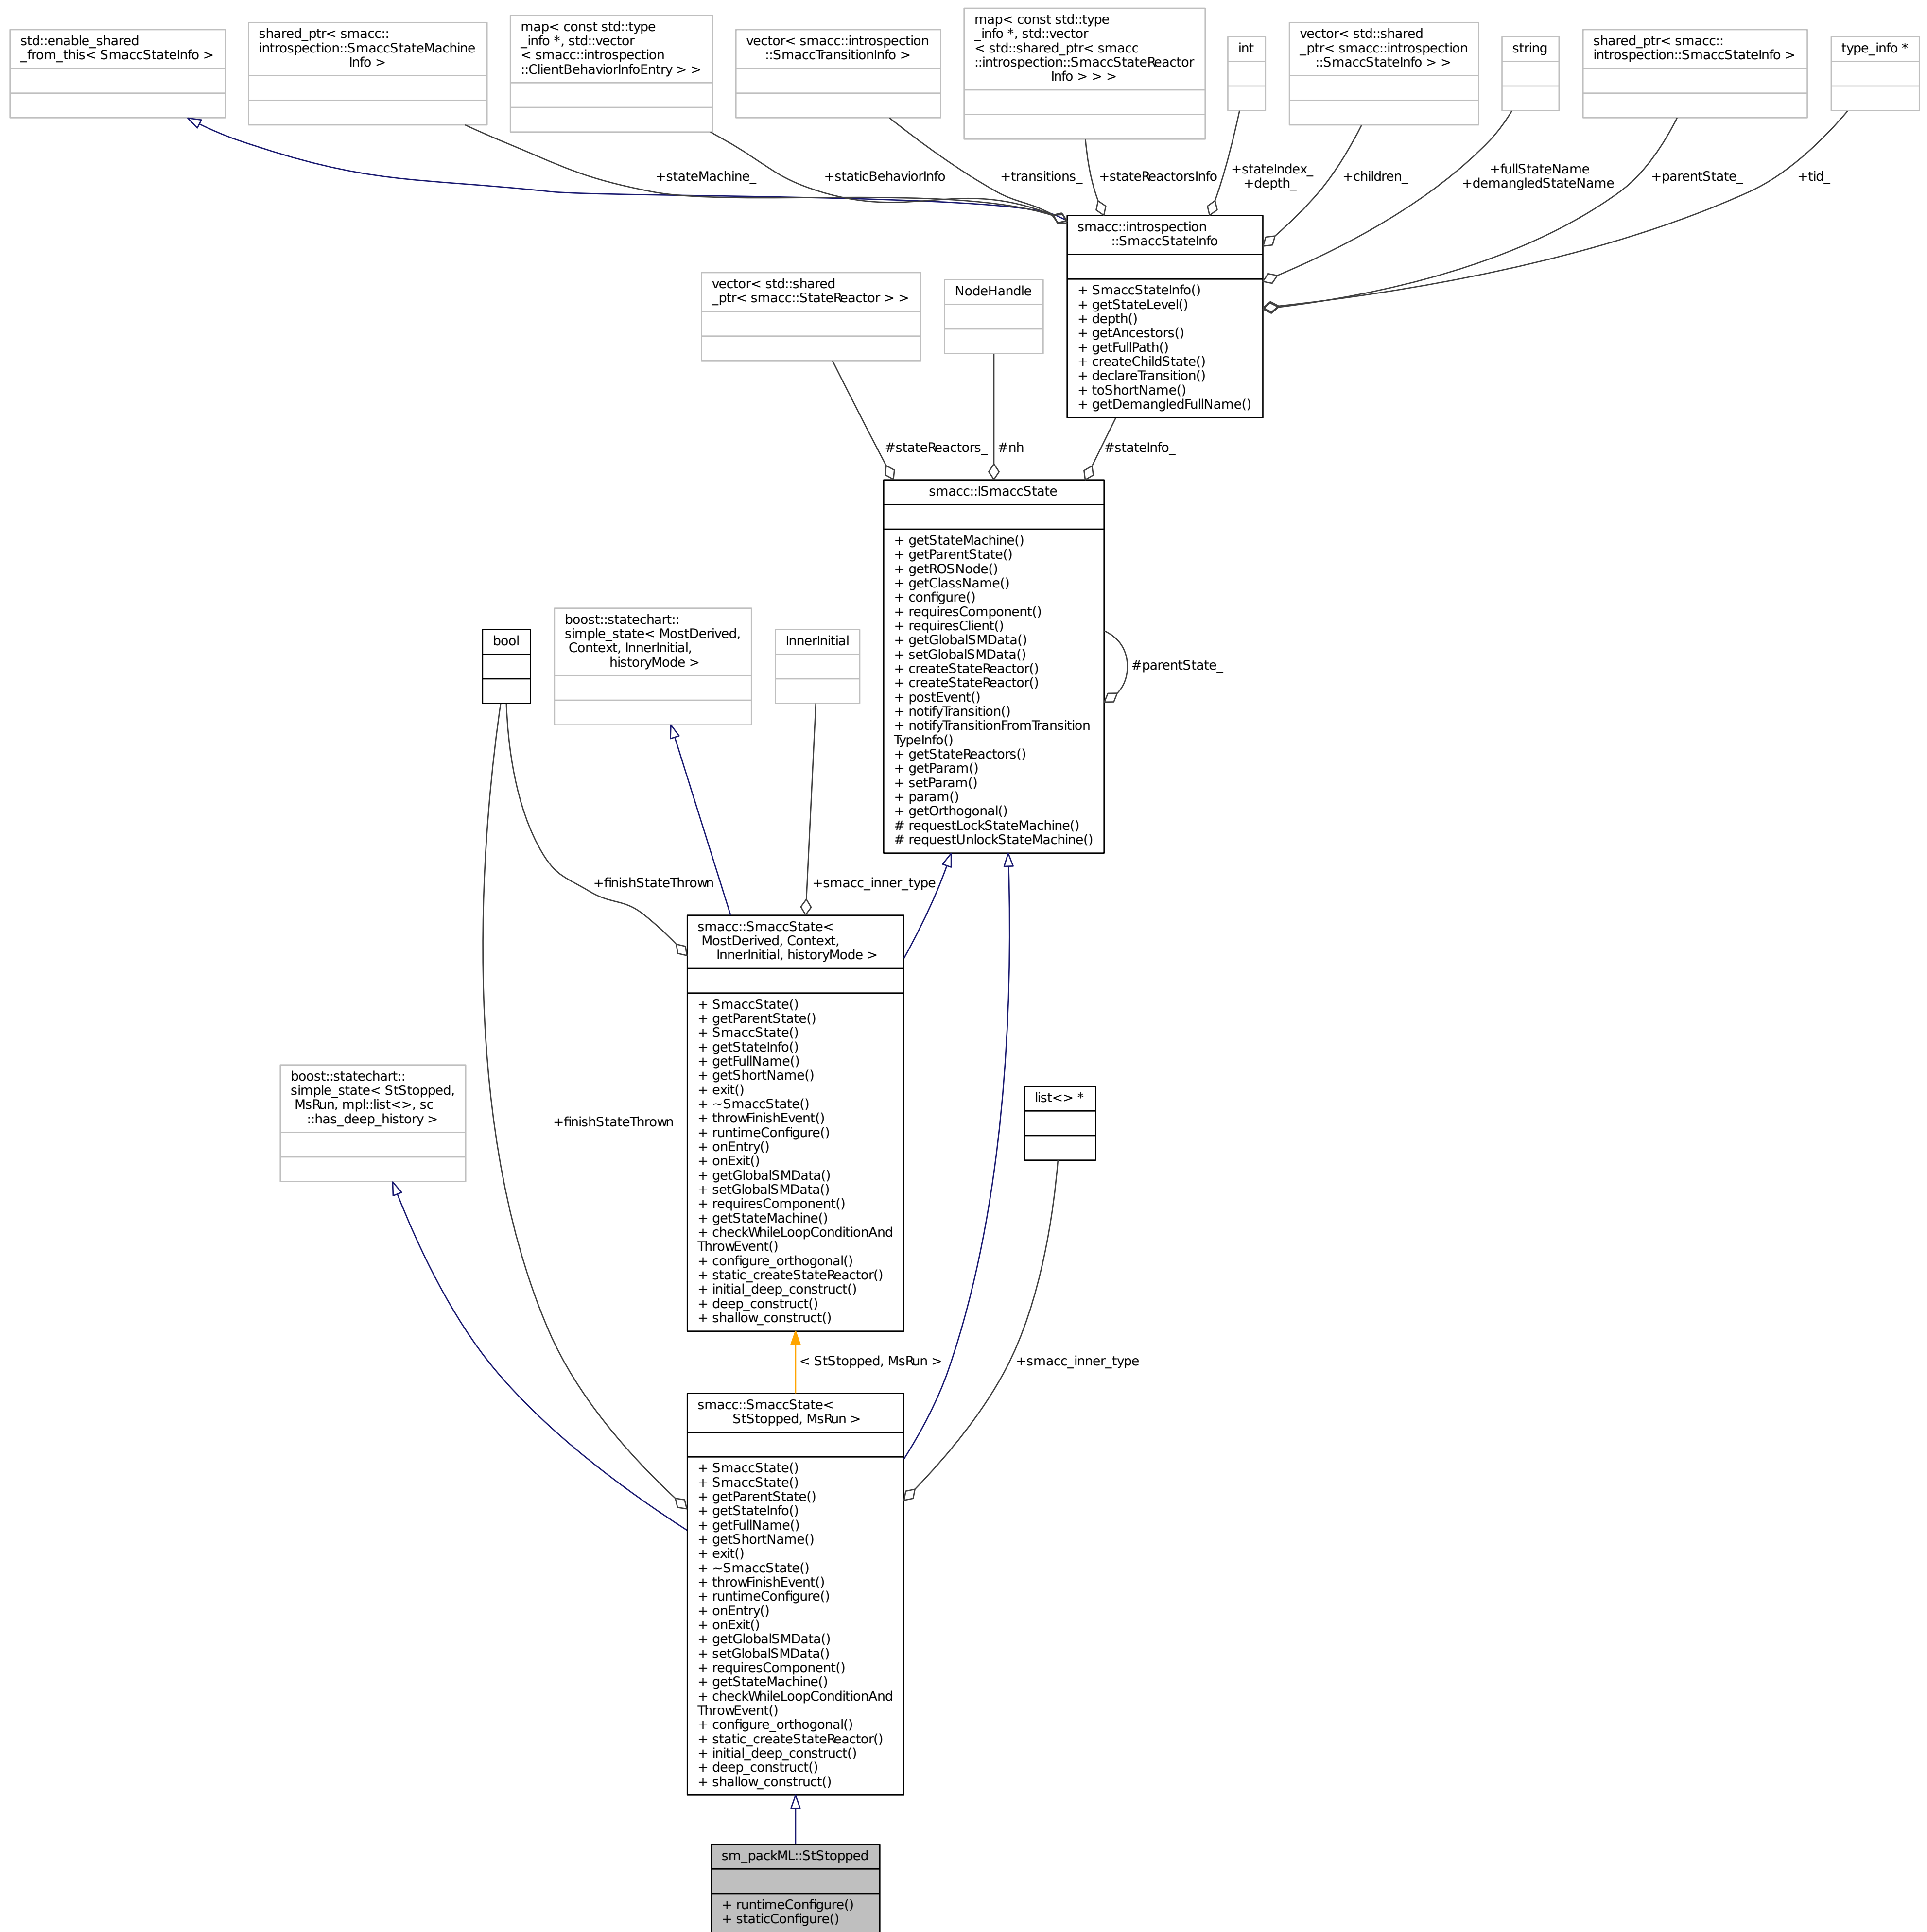 std::enable_shared
_from_this< SmaccStateInfo >
shared_ptr< smacc::
introspection::SmaccStateMachine
Info >
map< const std::type
_info *, std::vector
< smacc::introspection
::ClientBehaviorInfoEntry > >
vector< smacc::introspection
::SmaccTransitionInfo >
map< const std::type
_info *, std::vector
< std::shared_ptr< smacc
::introspection::SmaccStateReactor
Info > > >
int
vector< std::shared
_ptr< smacc::introspection
::SmaccStateInfo > >
string
shared_ptr< smacc::
introspection::SmaccStateInfo >
type_info *
+stateMachine_
+staticBehaviorInfo
+transitions_
+stateReactorsInfo
+stateIndex_
+depth_
+children_
+fullStateName
+demangledStateName
+parentState_
+tid_
smacc::introspection
::SmaccStateInfo
+ SmaccStateInfo()
+ getStateLevel()
+ depth()
+ getAncestors()
+ getFullPath()
+ createChildState()
+ declareTransition()
+ toShortName()
+ getDemangledFullName()
vector< std::shared
_ptr< smacc::StateReactor > >
NodeHandle
#stateReactors_
#nh
#stateInfo_
smacc::ISmaccState
+ getStateMachine()
+ getParentState()
+ getROSNode()
+ getClassName()
+ configure()
+ requiresComponent()
+ requiresClient()
+ getGlobalSMData()
+ setGlobalSMData()
+ createStateReactor()
+ createStateReactor()
+ postEvent()
+ notifyTransition()
+ notifyTransitionFromTransition
TypeInfo()
+ getStateReactors()
+ getParam()
+ setParam()
+ param()
+ getOrthogonal()
# requestLockStateMachine()
# requestUnlockStateMachine()
#parentState_
bool
boost::statechart::
simple_state< MostDerived,
Context, InnerInitial,
historyMode >
InnerInitial
+finishStateThrown
+smacc_inner_type
smacc::SmaccState<
MostDerived, Context,
InnerInitial, historyMode >
+ SmaccState()
+ getParentState()
+ SmaccState()
+ getStateInfo()
+ getFullName()
+ getShortName()
+ exit()
+ ~SmaccState()
+ throwFinishEvent()
+ runtimeConfigure()
+ onEntry()
+ onExit()
+ getGlobalSMData()
+ setGlobalSMData()
+ requiresComponent()
+ getStateMachine()
+ checkWhileLoopConditionAnd
ThrowEvent()
+ configure_orthogonal()
+ static_createStateReactor()
+ initial_deep_construct()
+ deep_construct()
+ shallow_construct()
boost::statechart::
simple_state< StStopped,
MsRun, mpl::list<>, sc
::has_deep_history >
+finishStateThrown
list<> *
< StStopped, MsRun >
+smacc_inner_type
smacc::SmaccState<
StStopped, MsRun >
+ SmaccState()
+ SmaccState()
+ getParentState()
+ getStateInfo()
+ getFullName()
+ getShortName()
+ exit()
+ ~SmaccState()
+ throwFinishEvent()
+ runtimeConfigure()
+ onEntry()
+ onExit()
+ getGlobalSMData()
+ setGlobalSMData()
+ requiresComponent()
+ getStateMachine()
+ checkWhileLoopConditionAnd
ThrowEvent()
+ configure_orthogonal()
+ static_createStateReactor()
+ initial_deep_construct()
+ deep_construct()
+ shallow_construct()
sm_packML::StStopped
+ runtimeConfigure()
+ staticConfigure()